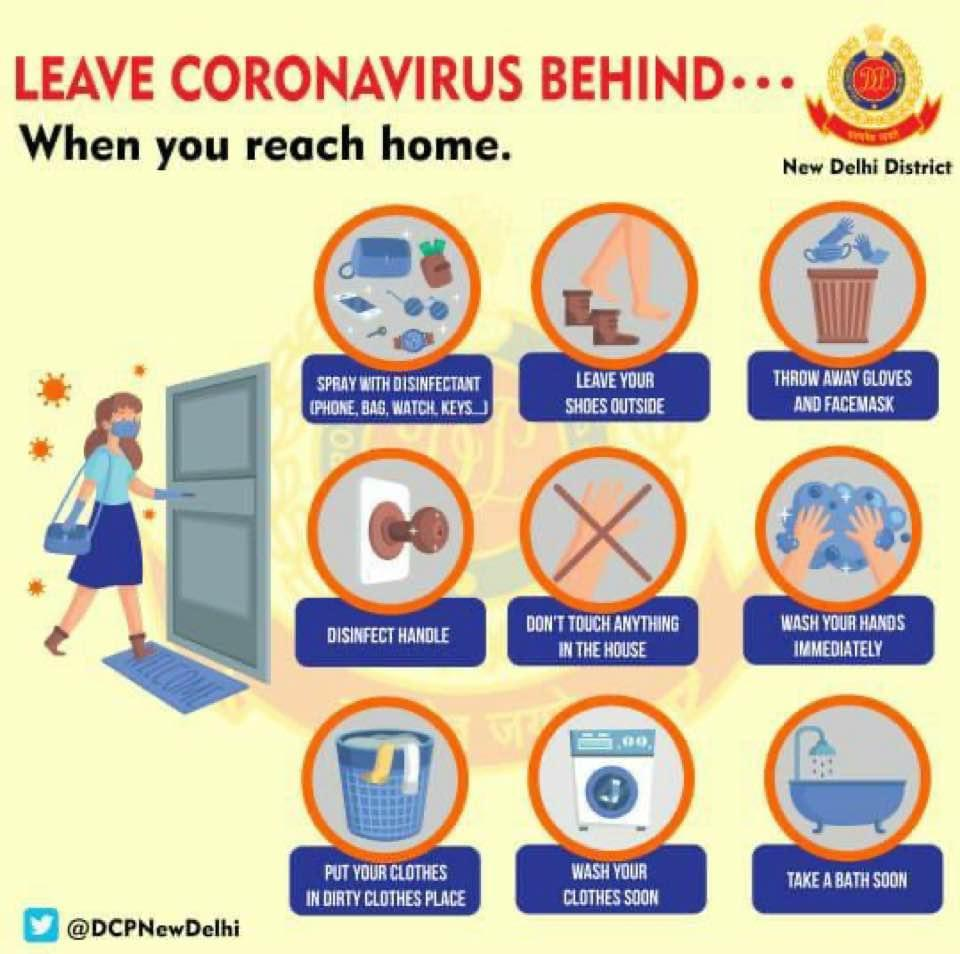 LEAVE CORONAVIRUS BEHIND...
When you reach home.
DP
New Delhi District
SPRAY WITH DISINFECTANT
(PHONE, BAG, WATCH, KEYS...)
LEAVE YOUR
SHOES OUTSIDE
THROW AWAY GLOVES
AND FACEMASK
WELCOME
DISINFECT HANDLE
DON'T TOUCH ANYTHING
IN THE HOUSE
WASH YOUR HANDS
IMMEDIATELY
PUT YOUR CLOTHES
IN DIRTY CLOTHES PLACE
WASH YOUR
CLOTHES SOON
TAKE A BATH SOON
@DCPNewDelhi